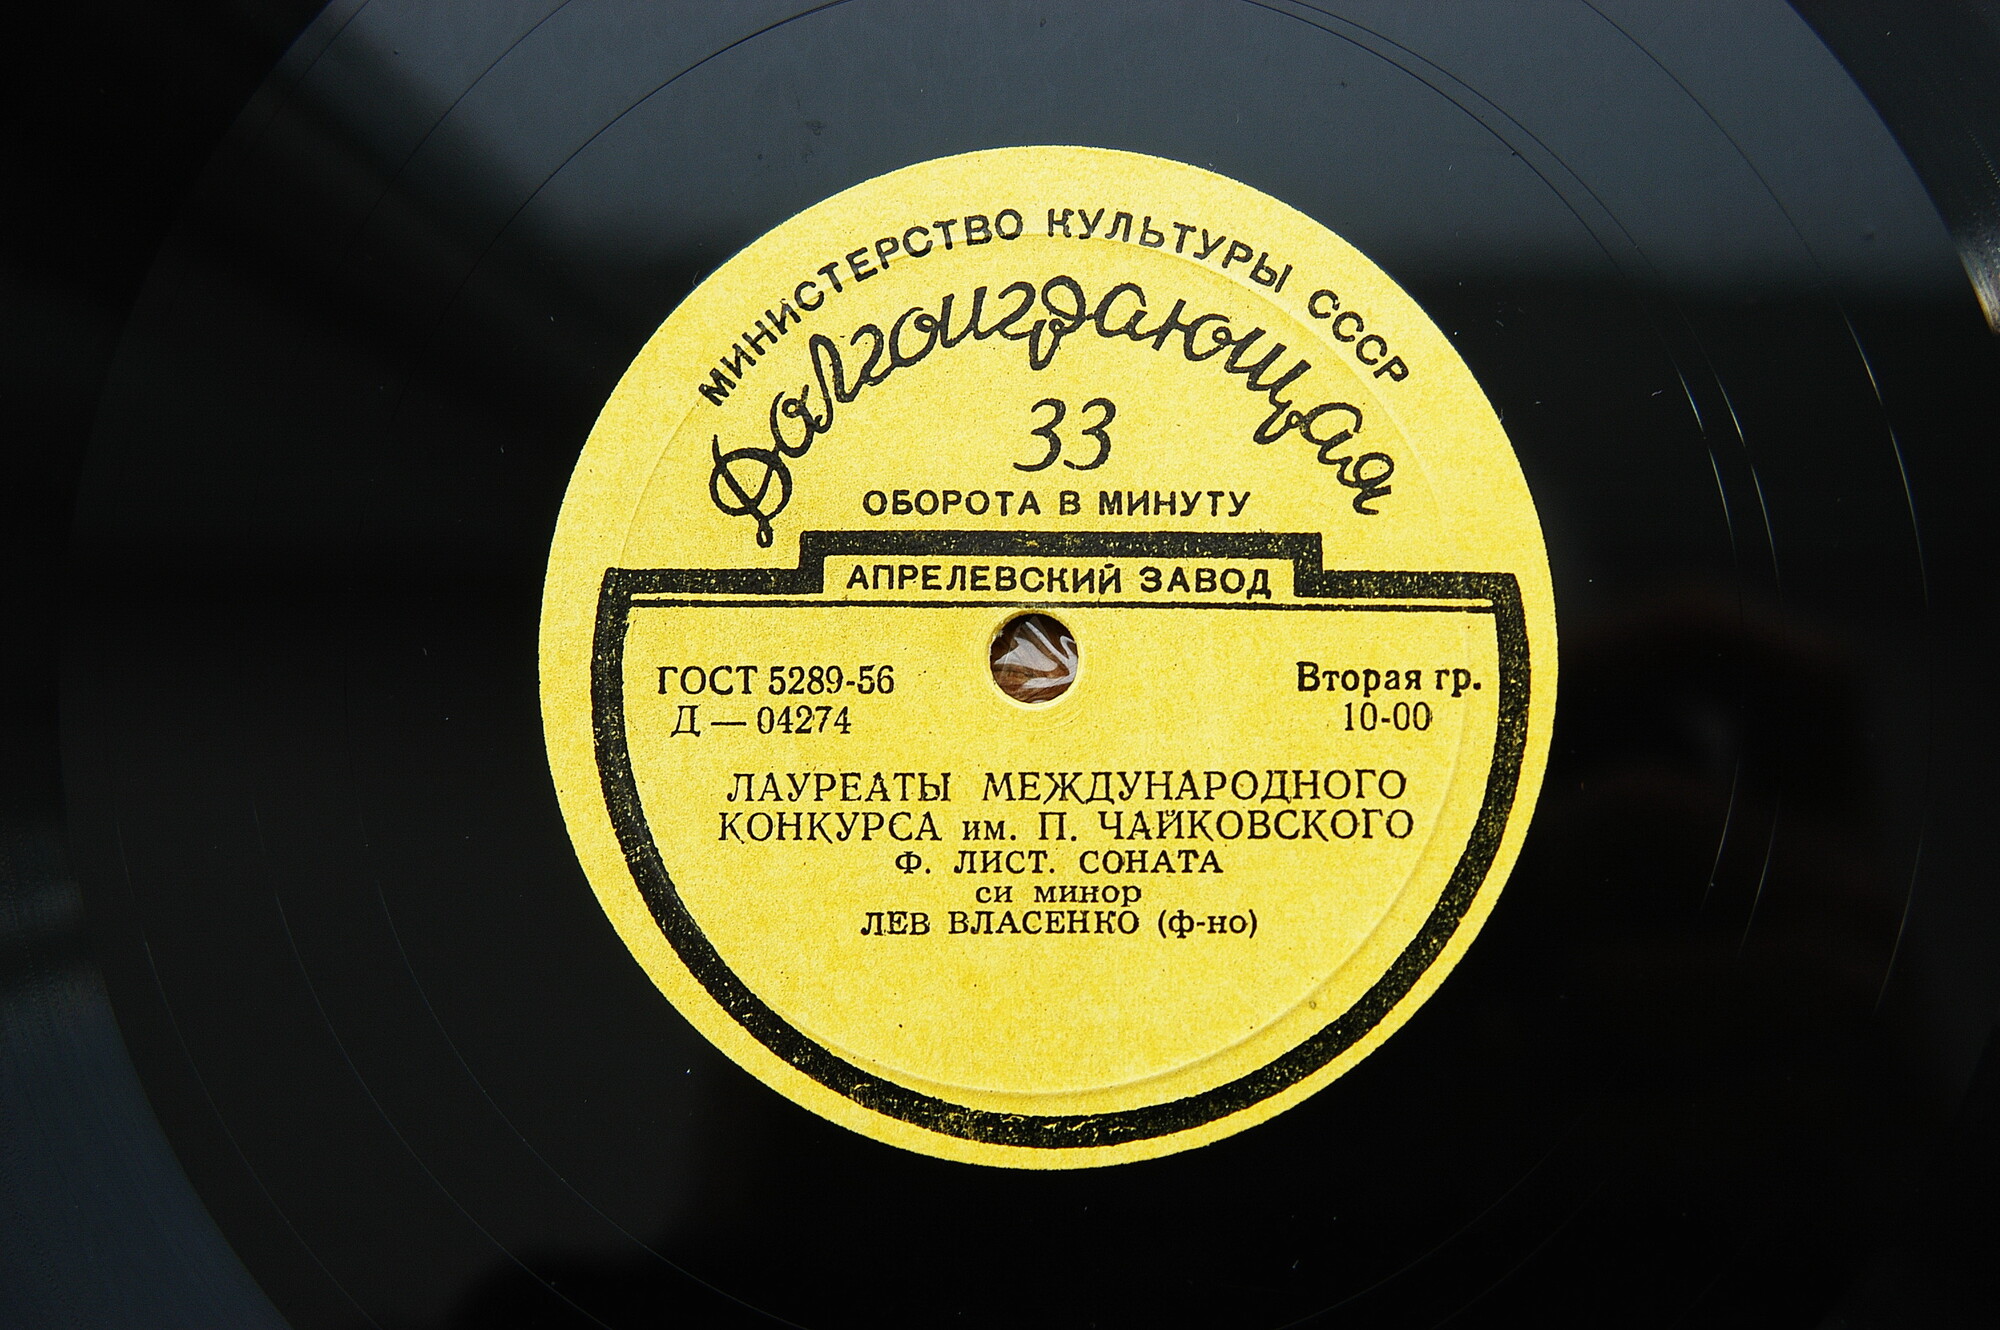 МИНИСТЕРСТВО КУЛЬТУРЫ СССР
Долгоиграющая
33
ОБОРОТА В МИНУТУ
АПРЕЛЕВСКИЙ ЗАВОД
ГОСТ 5289-56
Вторая гр.
Д — 04274
10-00
ЛАУРЕАТЫ МЕЖДУНАРОДНОГО
КОНКУРСА им. П. ЧАЙКОВСКОГО
Ф. ЛИСТ. СОНАТА
си минор
ЛЕВ ВЛАСЕНКО (ф-но)